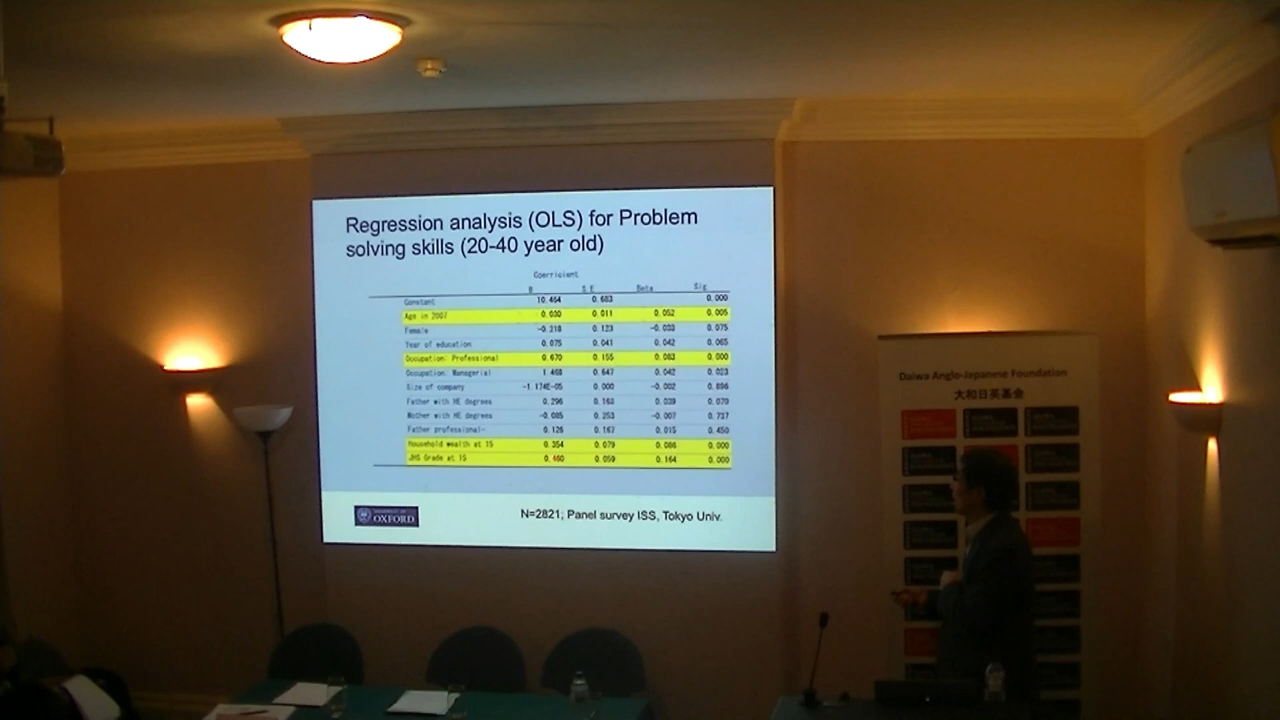 Regression analysis (OLS) for Problem
solving skills (20-40 year old)
Coefficient
B S.E Beta Sig
Constant 10.464 0.683 0.000
Age in 2007 0.030 0.011 0.052 0.005
Female -0.218 0.123 -0.033 0.075
Year of education 0.075 0.041 0.042 0.065
Occupation: Professional 0.670 0.155 0.083 0.000
Occupation: Managerial 1.468 0.647 0.042 0.023
Size of company -1.174E-05 0.000 -0.002 0.896
Father with HE degrees 0.296 0.163 0.039 0.070
Mother with HE degrees -0.085 0.253 -0.007 0.737
Father professional- 0.126 0.167 0.015 0.450
Household wealth at 15 0.354 0.079 0.086 0.000
JHS Grade at 15 0.460 0.059 0.164 0.000
UNIVERSITY OF
OXFORD
N=2821; Panel survey ISS, Tokyo Univ.
Daiwa Anglo-Japanese Foundation
大和日英基金